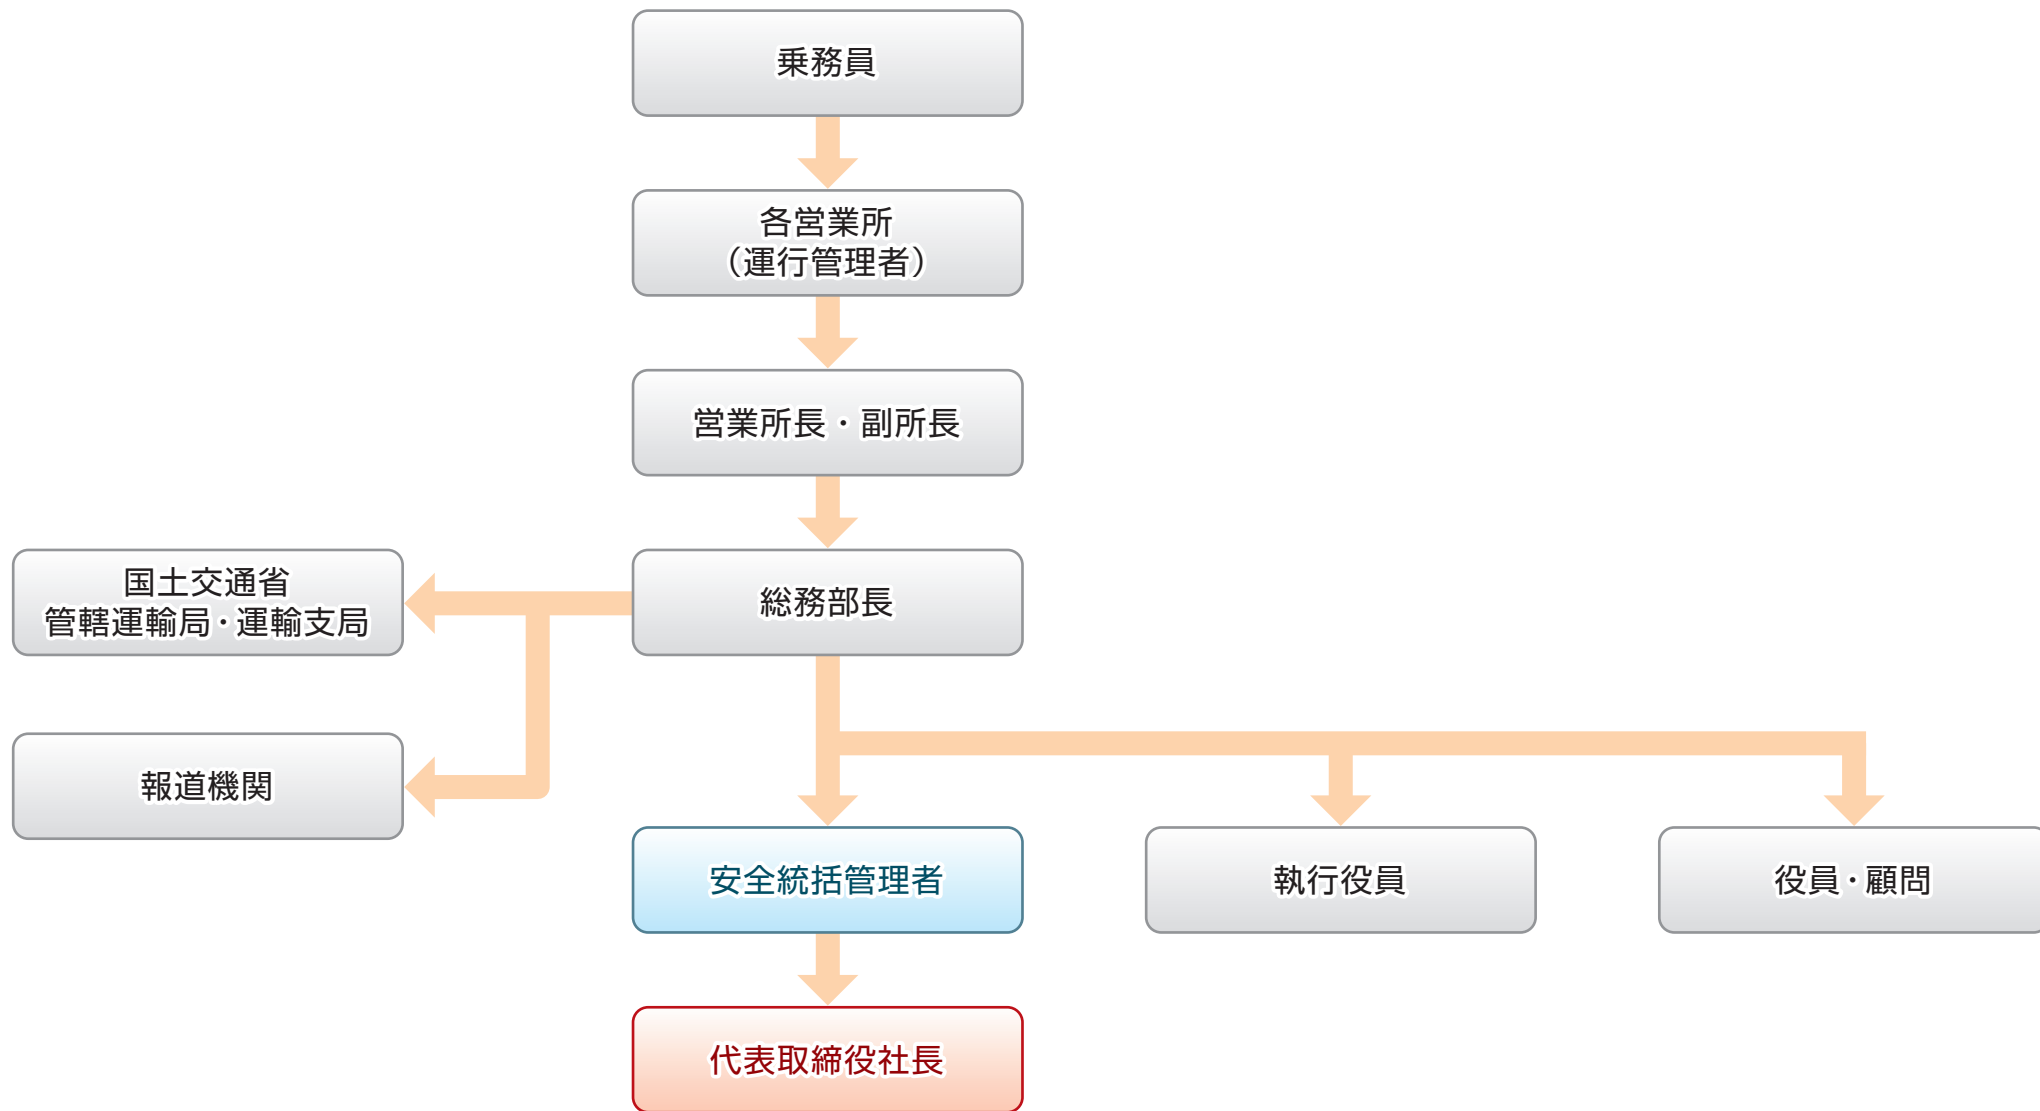 乗務員
各営業所
（運行管理者）
営業所長・副所長
国土交通省
管轄運輸局・運輸支局
総務部長
報道機関
安全統括管理者
執行役員
役員・顧問
代表取締役社長